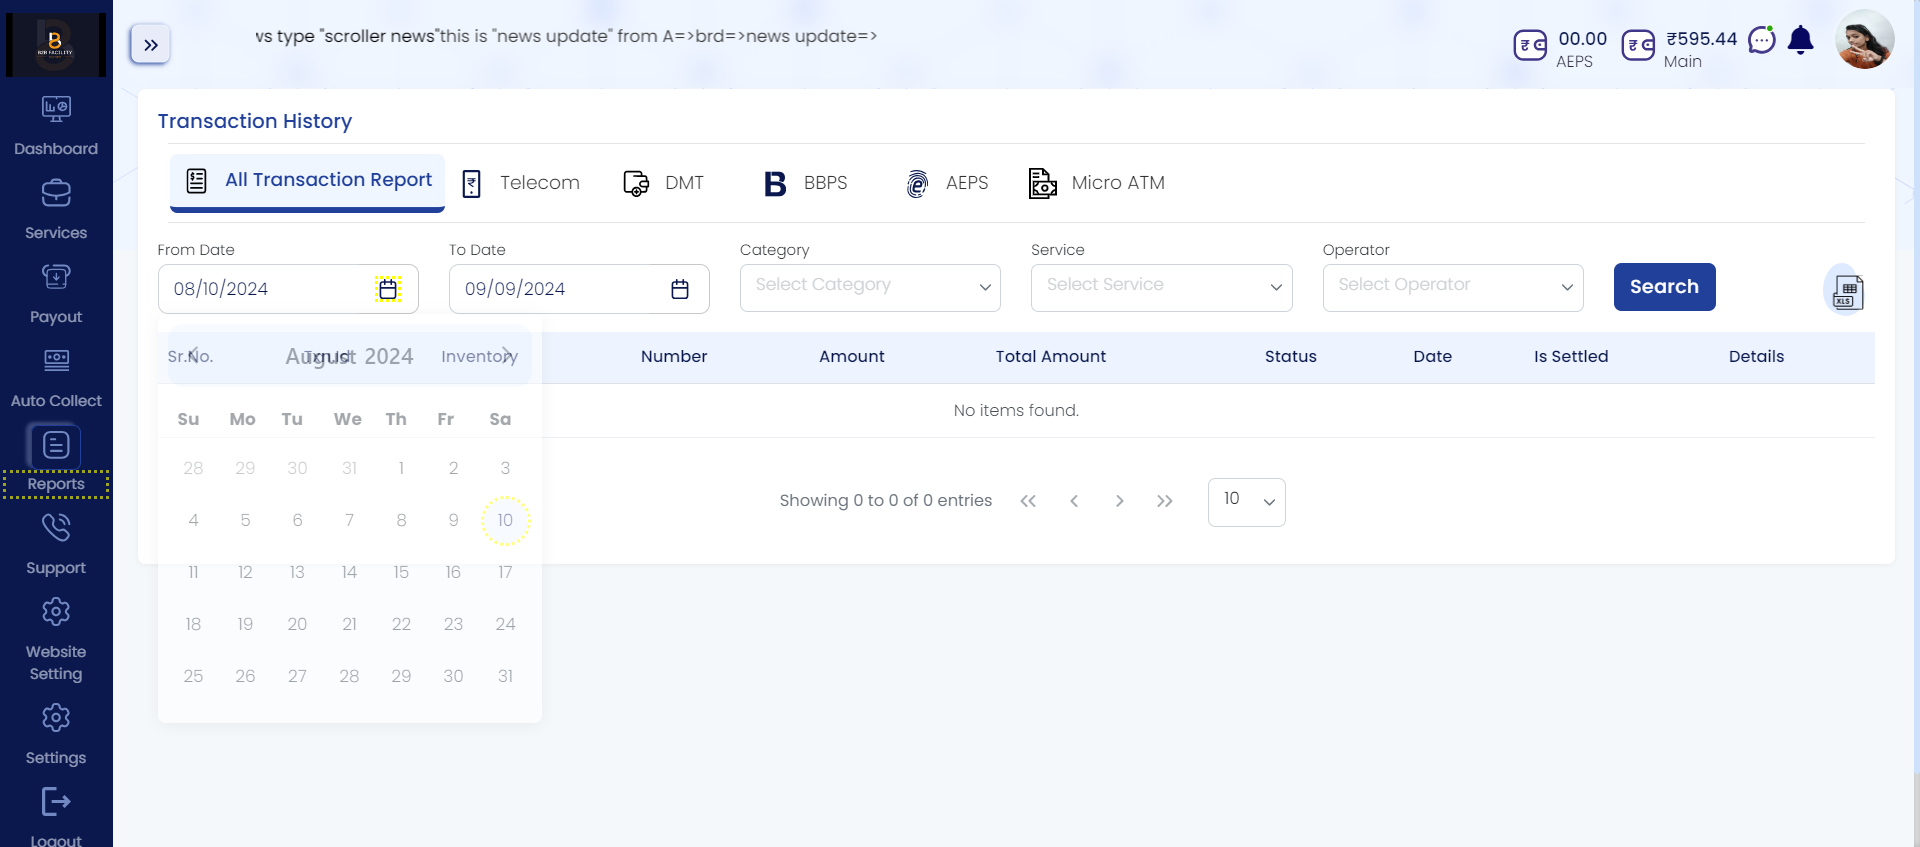 B2B FACILITY
ws type "scroller news"this is "news update" from A=>brd=>news update=>
00.00
AEPS
₹595.44
Main
Dashboard
Services
Payout
Auto Collect
Reports
Support
Website
Setting
Settings
Logout
Transaction History
All Transaction Report
Telecom
DMT
BBPS
AEPS
Micro ATM
From Date
To Date
Category
Service
Operator
08/10/2024
09/09/2024
Select Category
Select Service
Select Operator
Search
XLS
Sr.No.
Txn Id
Inventory
Number
Amount
Total Amount
Status
Date
Is Settled
Details
No items found.
Showing 0 to 0 of 0 entries
10
August 2024
Su Mo Tu We Th Fr Sa
28 29 30 31 1 2 3
4 5 6 7 8 9 10
11 12 13 14 15 16 17
18 19 20 21 22 23 24
25 26 27 28 29 30 31